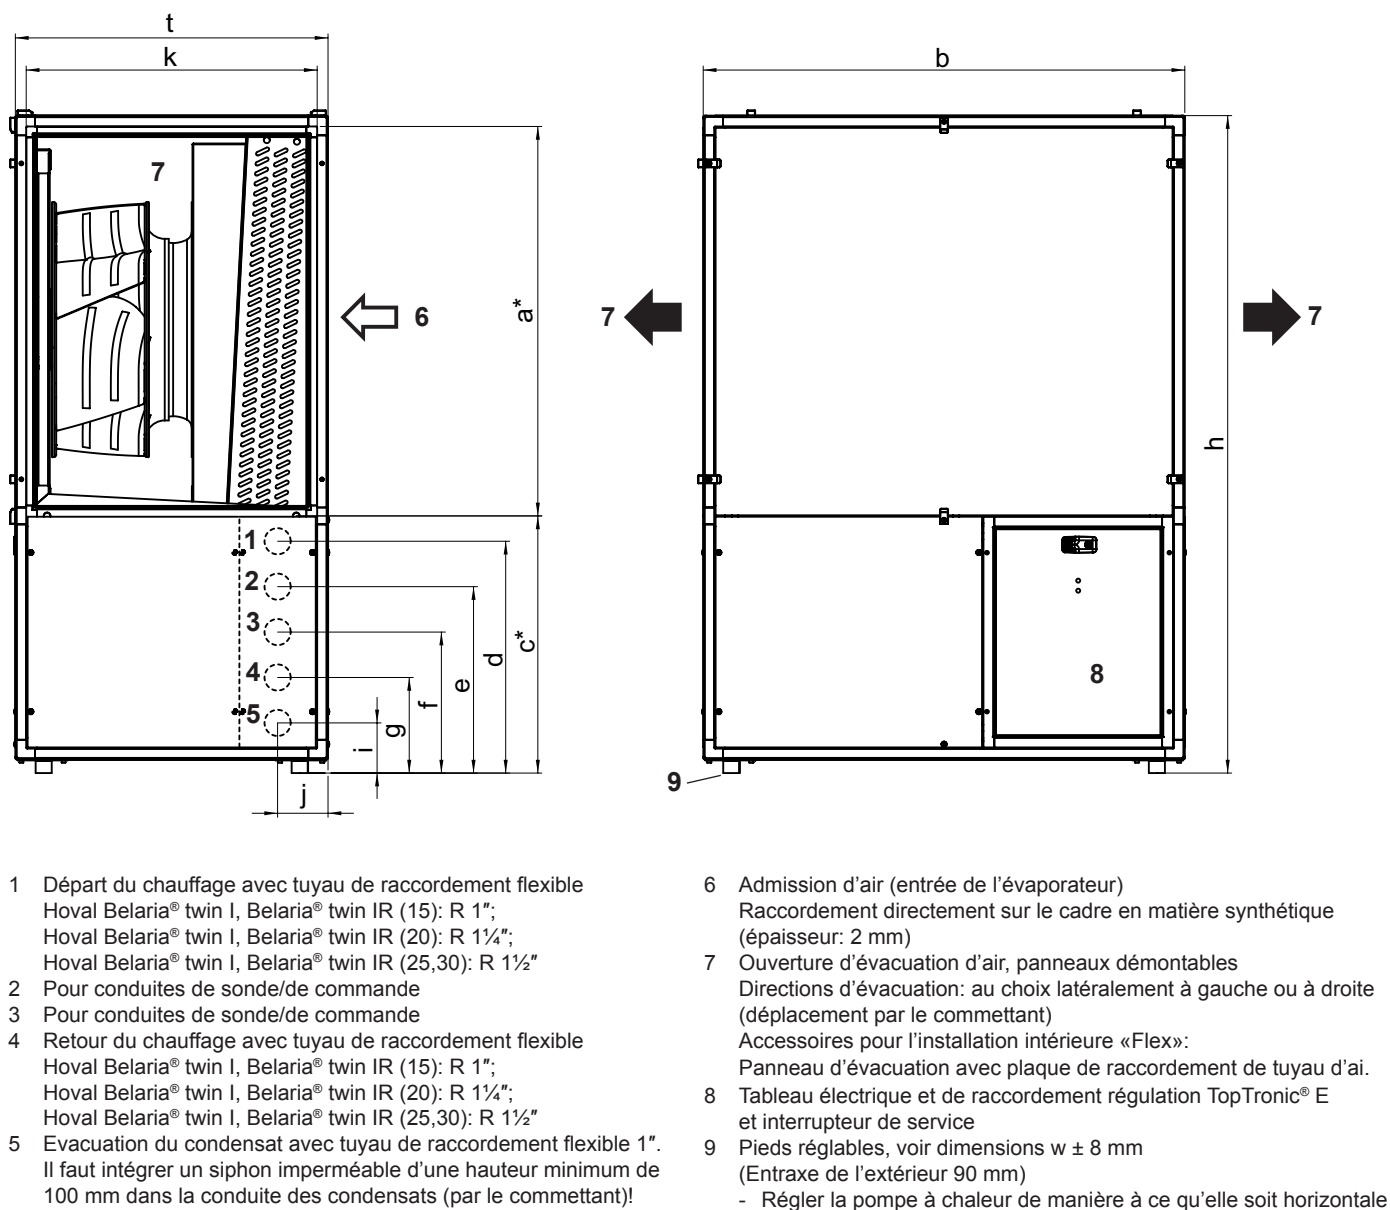 t
k
b
7
6
7
7
a*
h
1
2
3
4
5
c*
d
e
f
g
i
j
8
9
1 Départ du chauffage avec tuyau de raccordement flexible
Hoval Belaria® twin I, Belaria® twin IR (15): R 1″;
Hoval Belaria® twin I, Belaria® twin IR (20): R 1¼″;
Hoval Belaria® twin I, Belaria® twin IR (25,30): R 1½″
2 Pour conduites de sonde/de commande
3 Pour conduites de sonde/de commande
4 Retour du chauffage avec tuyau de raccordement flexible
Hoval Belaria® twin I, Belaria® twin IR (15): R 1″;
Hoval Belaria® twin I, Belaria® twin IR (20): R 1¼″;
Hoval Belaria® twin I, Belaria® twin IR (25,30): R 1½″
5 Evacuation du condensat avec tuyau de raccordement flexible 1″.
Il faut intégrer un siphon imperméable d’une hauteur minimum de
100 mm dans la conduite des condensats (par le commettant)!
6 Admission d’air (entrée de l’évaporateur)
Raccordement directement sur le cadre en matière synthétique
(épaisseur: 2 mm)
7 Ouverture d’évacuation d’air, panneaux démontables
Directions d’évacuation: au choix latéralement à gauche ou à droite
(déplacement par le commettant)
Accessoires pour l’installation intérieure «Flex»:
Panneau d’évacuation avec plaque de raccordement de tuyau d’ai.
8 Tableau électrique et de raccordement régulation TopTronic® E
et interrupteur de service
9 Pieds réglables, voir dimensions w ± 8 mm
(Entraxe de l’extérieur 90 mm)
- Régler la pompe à chaleur de manière à ce qu’elle soit horizontale